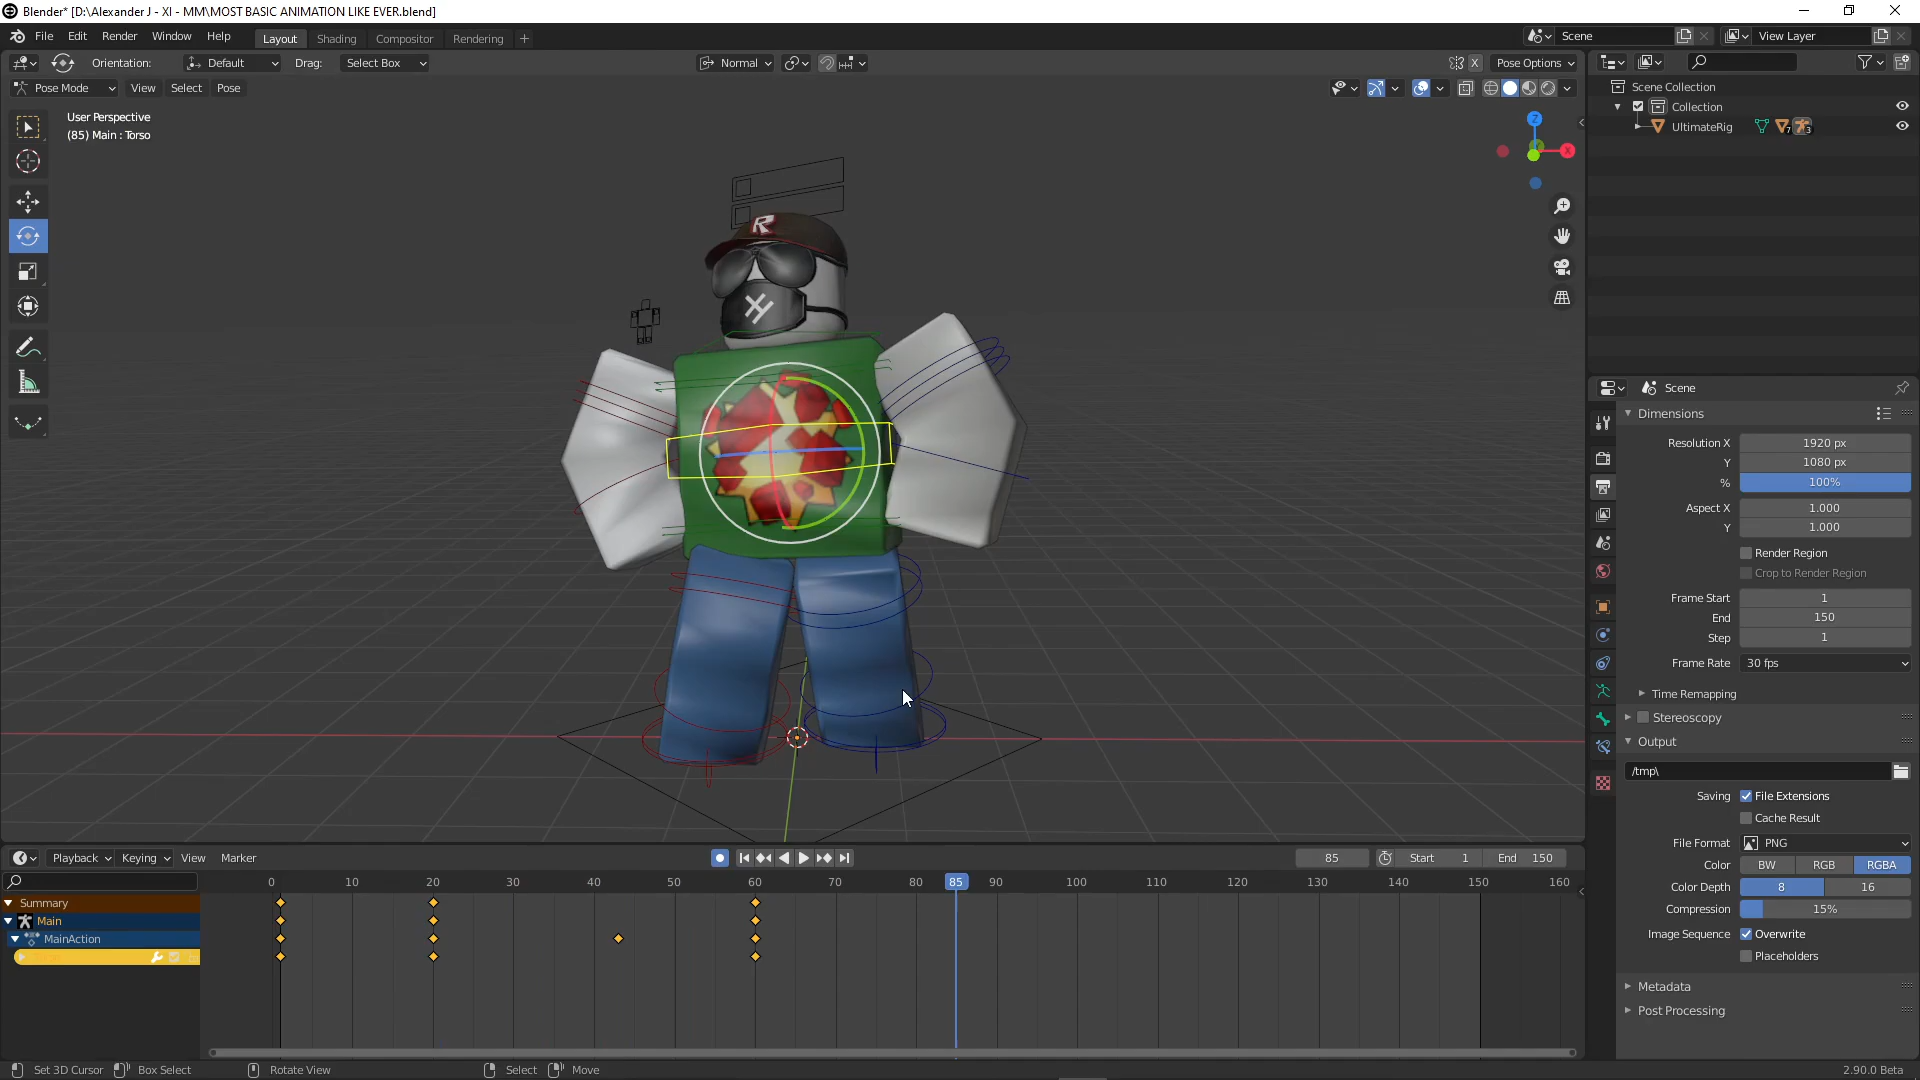 Blender* [D:\Alexander J - XI - MM\MOST BASIC ANIMATION LIKE EVER.blend]
File Edit Render Window Help Layout Shading Compositor Rendering + Scene View Layer
Orientation: Default Drag: Select Box Normal X Pose Options
Pose Mode View Select Pose
User Perspective
(85) Main : Torso
Z
X
R
Scene Collection
Collection
UltimateRig 7 3
Scene
Dimensions
Resolution X 1920 px
Y 1080 px
% 100%
Aspect X 1.000
Y 1.000
Render Region
Crop to Render Region
Frame Start 1
End 150
Step 1
Frame Rate 30 fps
Time Remapping
Stereoscopy
Output
/tmp\
Saving File Extensions
Cache Result
File Format PNG
Color BW RGB RGBA
Color Depth 8 16
Compression 15%
Image Sequence Overwrite
Placeholders
Metadata
Post Processing
Playback Keying View Marker 85 Start 1 End 150
0 10 20 30 40 50 60 70 80 85 90 100 110 120 130 140 150 160
Summary
Main
MainAction
Set 3D Cursor Box Select Rotate View Select Move 2.90.0 Beta